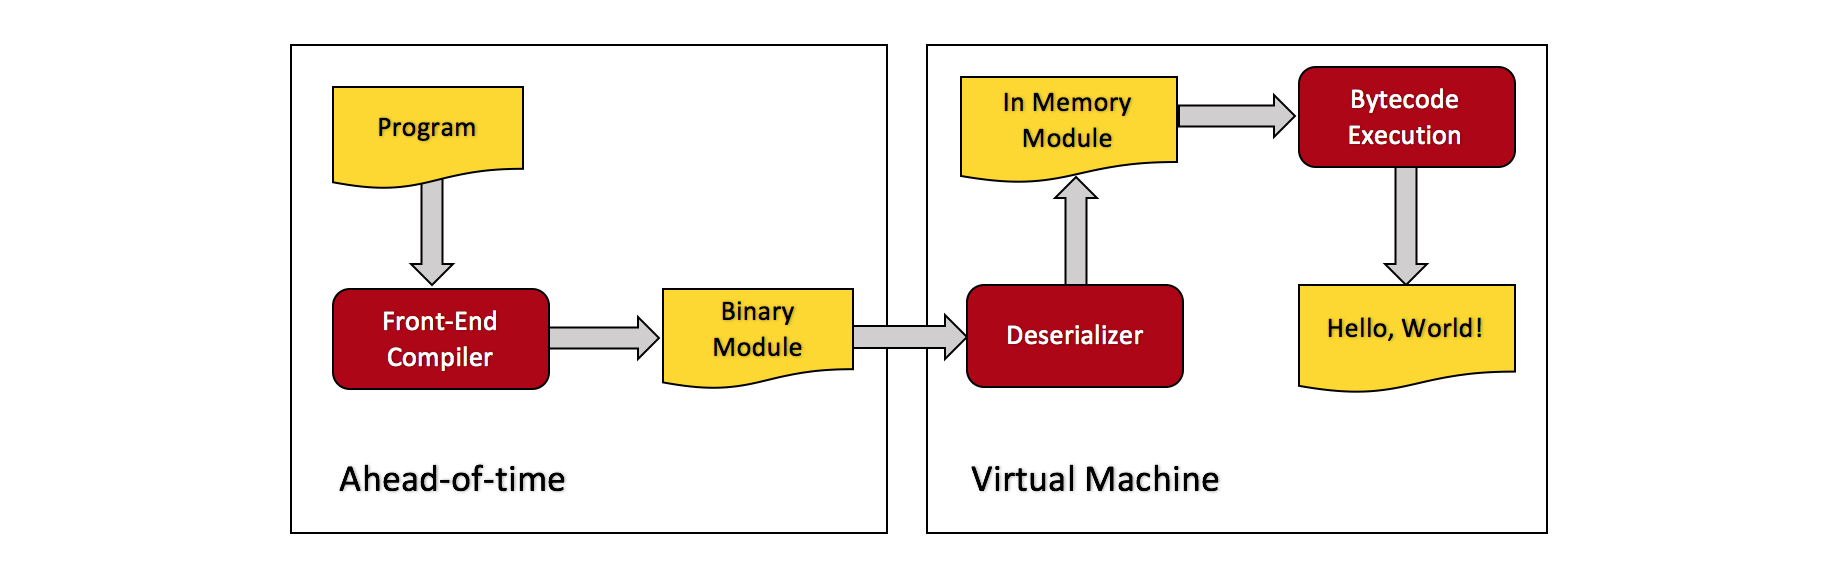 Program
Front-End
Compiler
Binary
Module
Ahead-of-time
In Memory
Module
Bytecode
Execution
Deserializer
Hello, World!
Virtual Machine